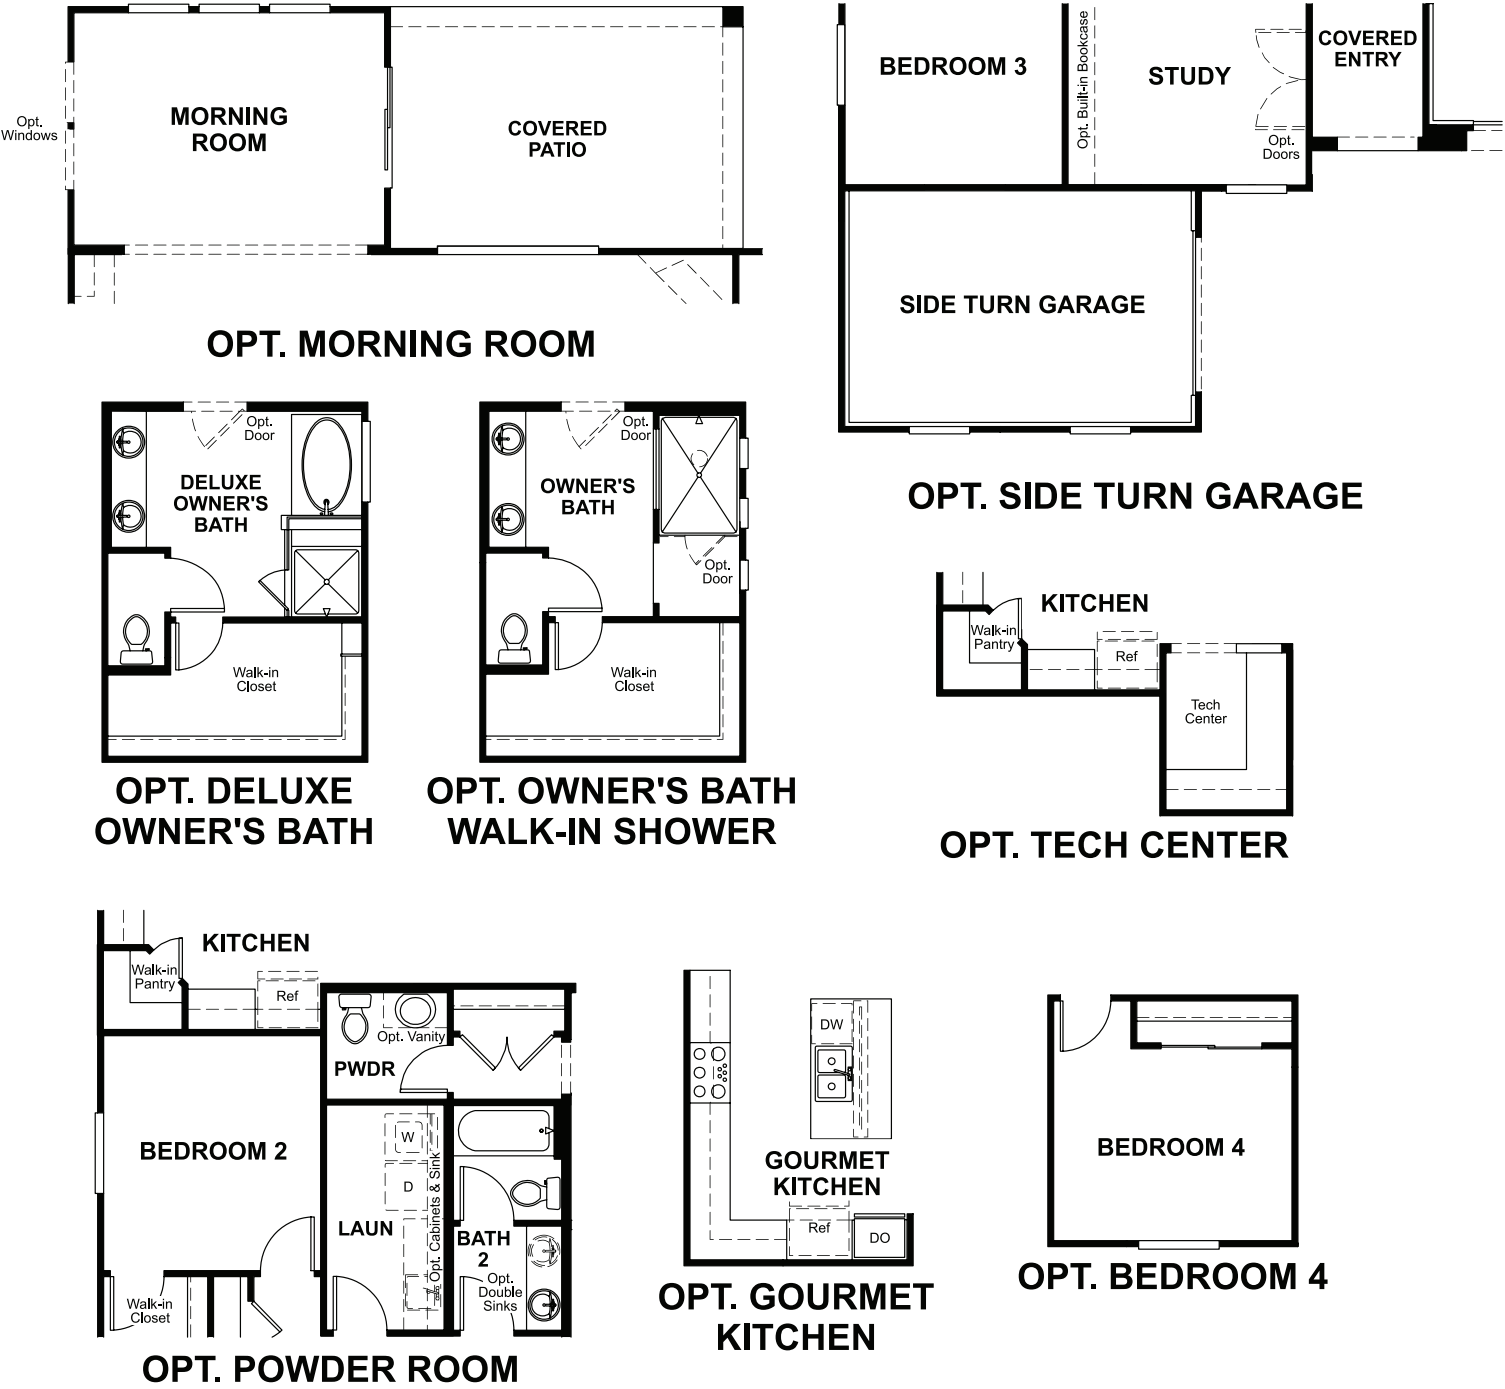 Opt.
Windows
MORNING
ROOM
COVERED
PATIO
OPT. MORNING ROOM
BEDROOM 3
Opt. Built-in Bookcase
STUDY
Opt.
Doors
COVERED
ENTRY
SIDE TURN GARAGE
OPT. SIDE TURN GARAGE
Opt.
Door
DELUXE
OWNER'S
BATH
Walk-in
Closet
OPT. DELUXE
OWNER'S BATH
Opt.
Door
OWNER'S
BATH
Opt.
Door
Walk-in
Closet
OPT. OWNER'S BATH
WALK-IN SHOWER
KITCHEN
Walk-in
Pantry
Ref
Tech
Center
OPT. TECH CENTER
KITCHEN
Walk-in
Pantry
Ref
Opt. Vanity
PWDR
BEDROOM 2
W
D
Opt. Cabinets & Sink
LAUN
BATH
2
Opt.
Double
Sinks
Walk-in
Closet
OPT. POWDER ROOM
DW
GOURMET
KITCHEN
Ref
DO
OPT. GOURMET
KITCHEN
BEDROOM 4
OPT. BEDROOM 4